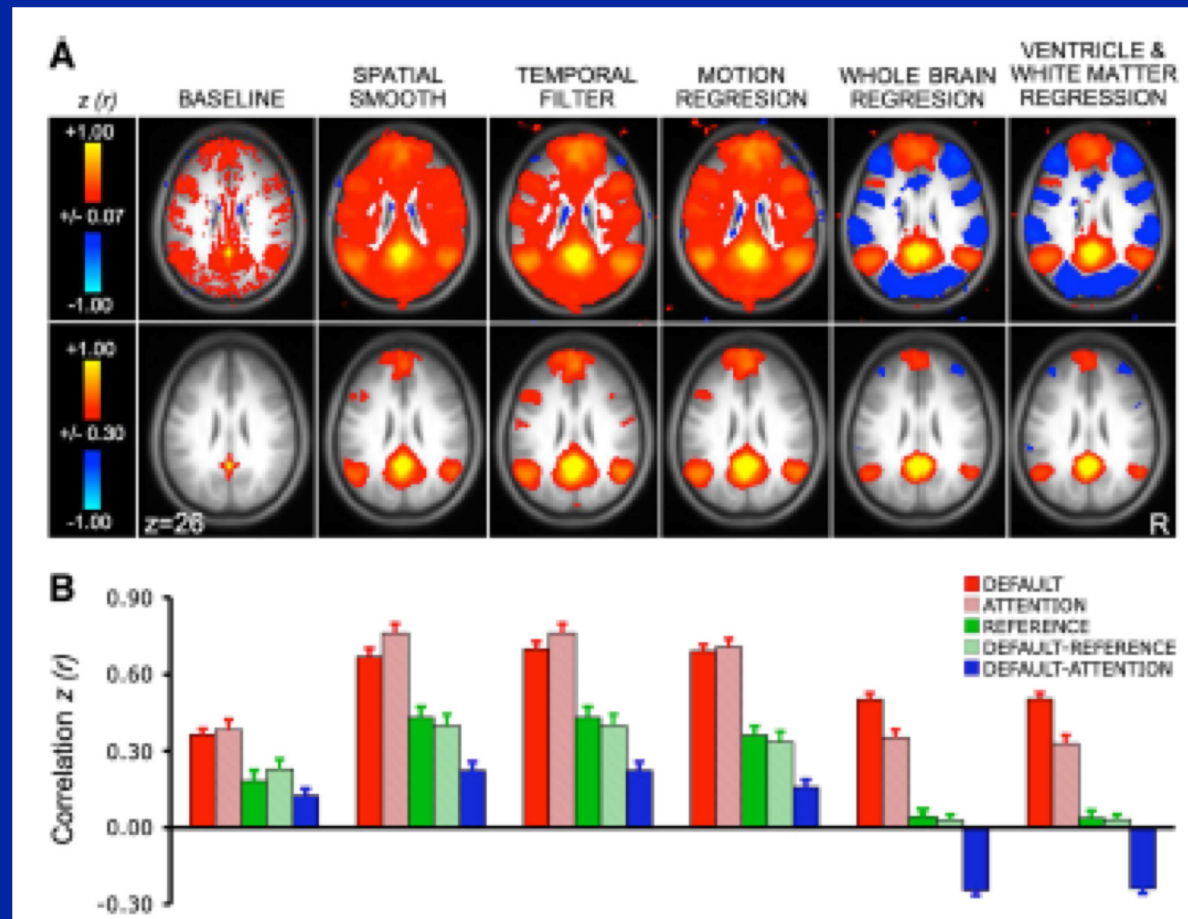 A
z (r)
BASELINE
SPATIAL
SMOOTH
TEMPORAL
FILTER
MOTION
REGRESION
WHOLE BRAIN
REGRESION
VENTRICLE &
WHITE MATTER
REGRESSION
+1.00
+/- 0.07
-1.00
+1.00
+/- 0.30
-1.00
z=26
R
B
Correlation z (r)
0.90
0.60
0.30
0.00
-0.30
DEFAULT
ATTENTION
REFERENCE
DEFAULT-REFERENCE
DEFAULT-ATTENTION